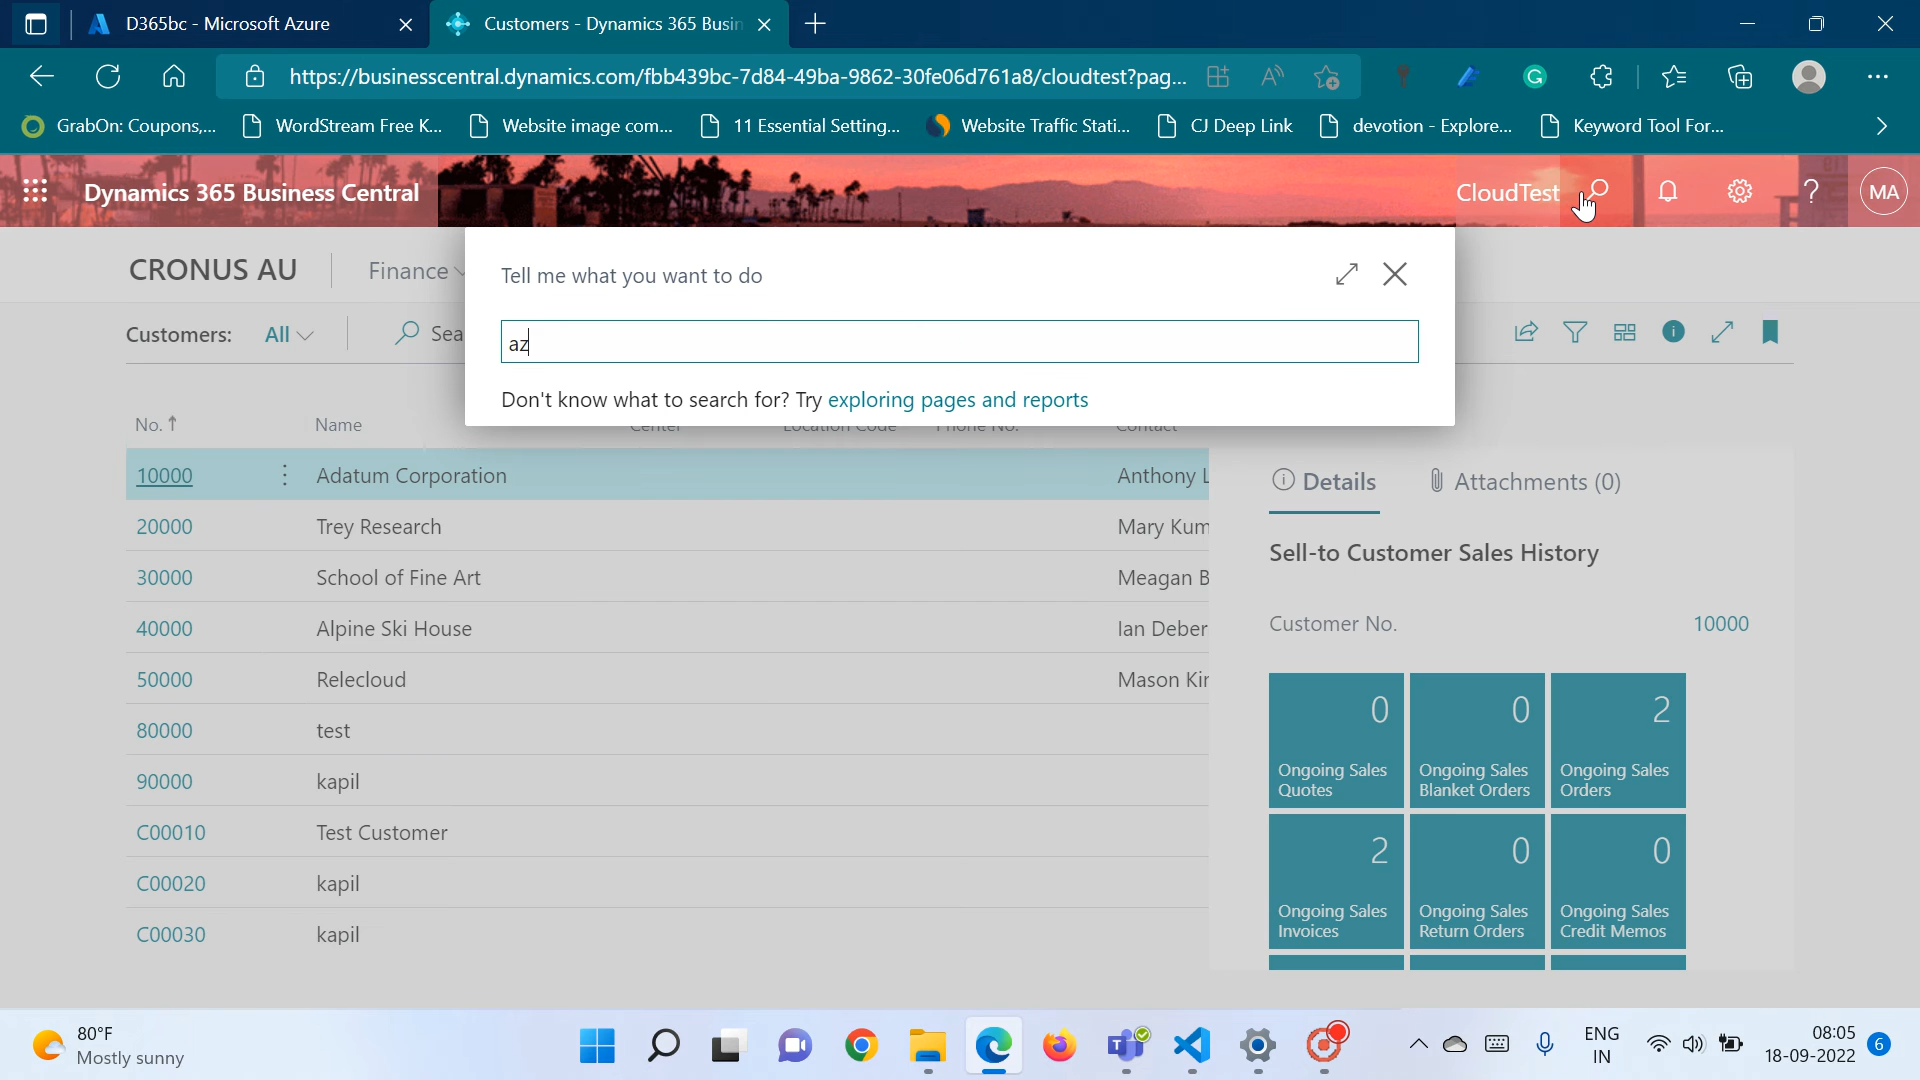 D365bc - Microsoft Azure
Customers - Dynamics 365 Busin
https://businesscentral.dynamics.com/fbb439bc-7d84-49ba-9862-30fe06d761a8/cloudtest?pag...
GrabOn: Coupons,...
WordStream Free K...
Website image com...
11 Essential Setting...
Website Traffic Stati...
CJ Deep Link
devotion - Explore...
Keyword Tool For...
Dynamics 365 Business Central
CloudTest
MA
CRONUS AU
Finance
Tell me what you want to do
az
Don't know what to search for? Try exploring pages and reports
Customers: All
Sea
No. Name Center Location Code Phone No. Contact
10000 Adatum Corporation Anthony L
20000 Trey Research Mary Kum
30000 School of Fine Art Meagan B
40000 Alpine Ski House Ian Deber
50000 Relecloud Mason Kir
80000 test
90000 kapil
C00010 Test Customer
C00020 kapil
C00030 kapil
Details
Attachments (0)
Sell-to Customer Sales History
Customer No. 10000
0
Ongoing Sales
Quotes
0
Ongoing Sales
Blanket Orders
2
Ongoing Sales
Orders
2
Ongoing Sales
Invoices
0
Ongoing Sales
Return Orders
0
Ongoing Sales
Credit Memos
80°F
Mostly sunny
ENG
IN
08:05
18-09-2022
6